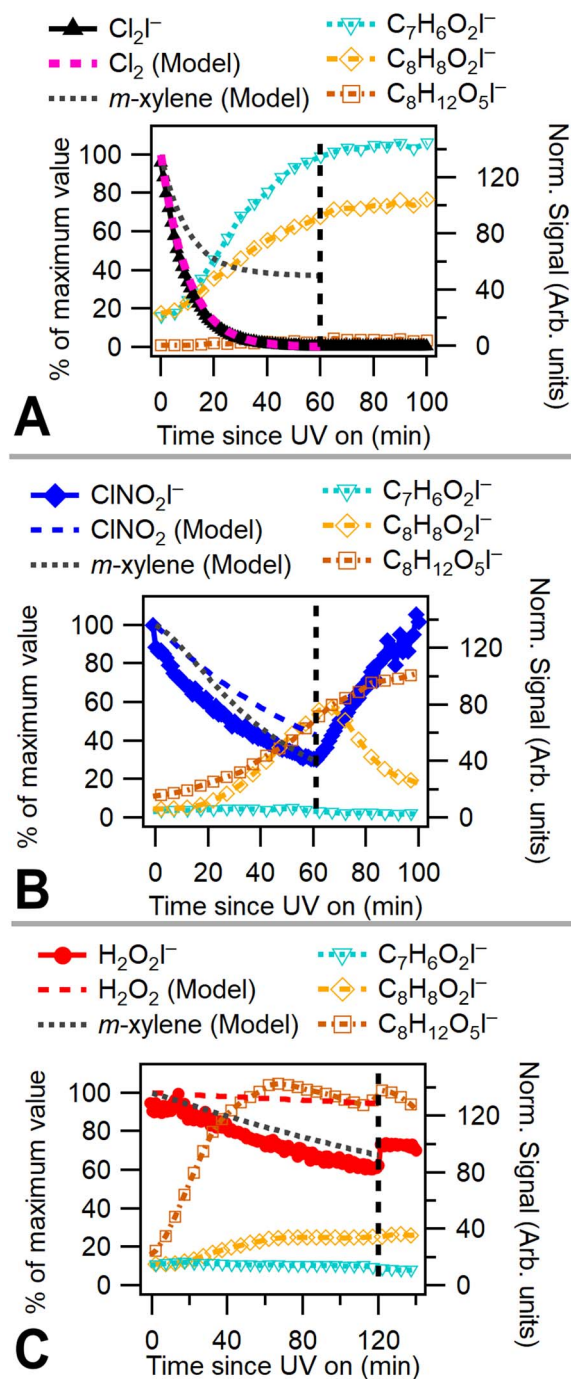 Cl₂I⁻
Cl₂ (Model)
m-xylene (Model)
C₇H₆O₂I⁻
C₈H₈O₂I⁻
C₈H₁₂O₅I⁻
% of maximum value
100
80
60
40
20
0
Norm. Signal (Arb. units)
120
80
40
0
0 20 40 60 80 100
Time since UV on (min)
A
ClNO₂I⁻
ClNO₂ (Model)
m-xylene (Model)
C₇H₆O₂I⁻
C₈H₈O₂I⁻
C₈H₁₂O₅I⁻
% of maximum value
100
80
60
40
20
0
Norm. Signal (Arb. units)
120
80
40
0
0 20 40 60 80 100
Time since UV on (min)
B
H₂O₂I⁻
H₂O₂ (Model)
m-xylene (Model)
C₇H₆O₂I⁻
C₈H₈O₂I⁻
C₈H₁₂O₅I⁻
% of maximum value
100
80
60
40
20
0
Norm. Signal (Arb. units)
120
80
40
0
0 40 80 120
Time since UV on (min)
C